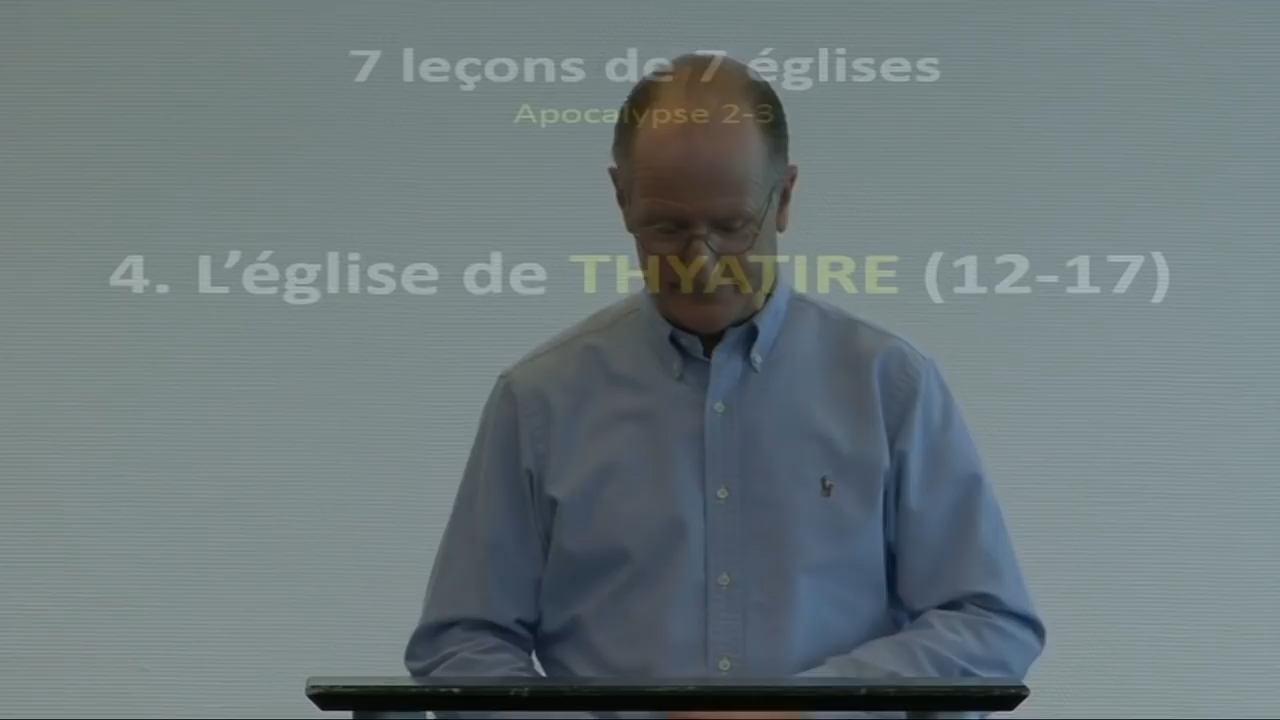 7 leçons de 7 églises
Apocalypse 2-3
4. L’église de THYATIRE (12-17)